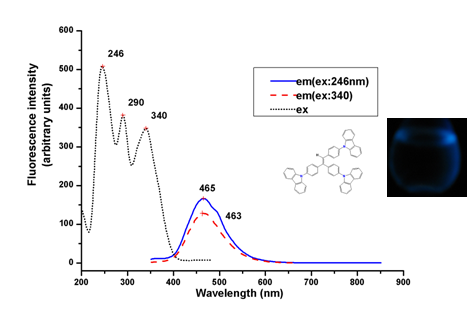 600
500
400
300
200
100
0
Fluorescence intensity
(arbitrary units)
246
290
340
465
463
em(ex:246nm)
em(ex:340)
ex
N
N
N
H
200 300 400 500 600 700 800 900
Wavelength (nm)